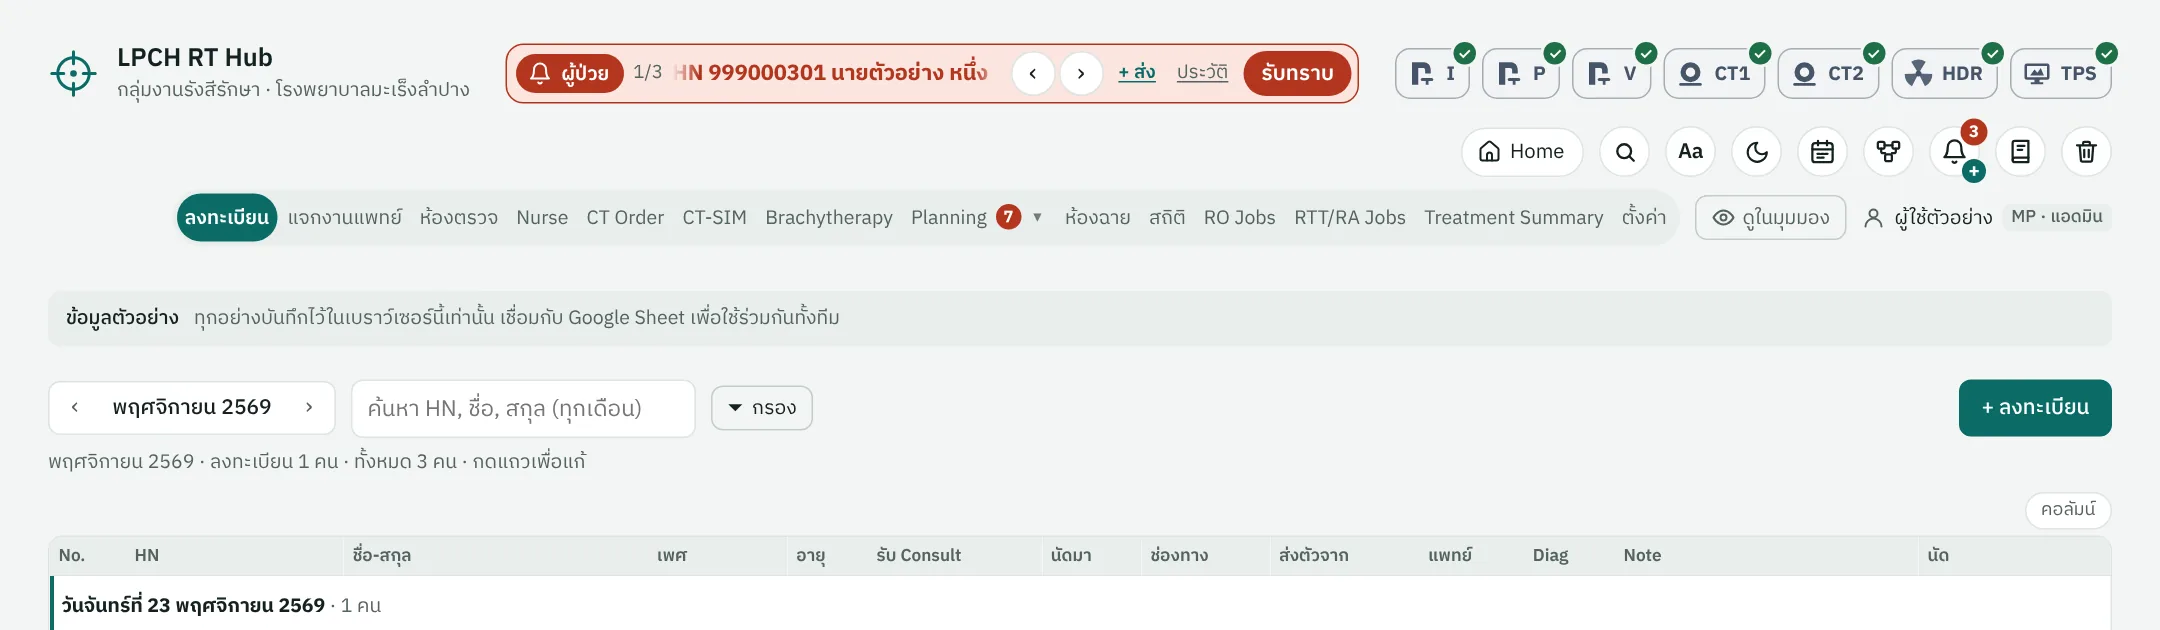 LPCH RT Hub
กลุ่มงานรังสีรักษา · โรงพยาบาลมะเร็งลำปาง
ผู้ป่วย 1/3 HN 999000301 นายตัวอย่าง หนึ่ง ‹ › + ส่ง ประวัติ รับทราบ
I P V CT1 CT2 HDR TPS
Home Aa 3 +
ลงทะเบียน แจกงานแพทย์ ห้องตรวจ Nurse CT Order CT-SIM Brachytherapy Planning 7 ▼ ห้องฉาย สถิติ RO Jobs RTT/RA Jobs Treatment Summary ตั้งค่า ดูในมุมมอง ผู้ใช้ตัวอย่าง MP · แอดมิน
ข้อมูลตัวอย่าง ทุกอย่างบันทึกไว้ในเบราว์เซอร์นี้เท่านั้น เชื่อมกับ Google Sheet เพื่อใช้ร่วมกันทั้งทีม
‹ พฤศจิกายน 2569 › ค้นหา HN, ชื่อ, สกุล (ทุกเดือน) กรอง + ลงทะเบียน
พฤศจิกายน 2569 · ลงทะเบียน 1 คน · ทั้งหมด 3 คน · กดแถวเพื่อแก้
คอลัมน์
No. HN ชื่อ-สกุล เพศ อายุ รับ Consult นัดมา ช่องทาง ส่งตัวจาก แพทย์ Diag Note นัด
วันจันทร์ที่ 23 พฤศจิกายน 2569 · 1 คน